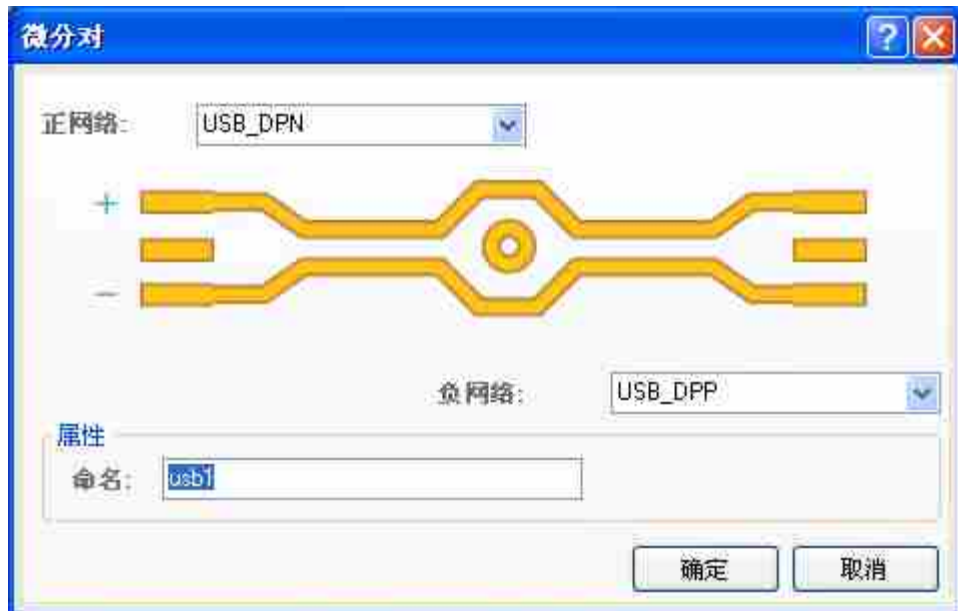 微分对
正网络: USB_DPN
+
-
负网络: USB_DPP
属性
命名: usb1
确定 取消